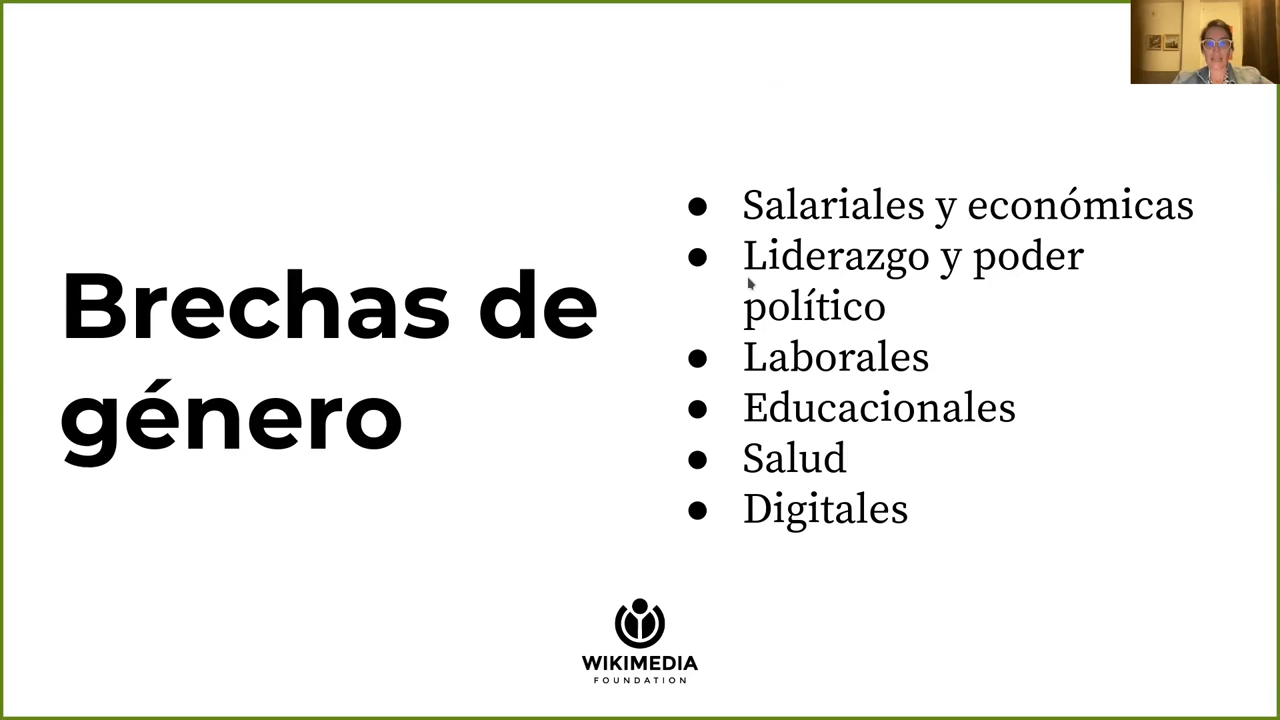 Brechas de
género
● Salariales y económicas
● Liderazgo y poder
político
● Laborales
● Educacionales
● Salud
● Digitales
WIKIMEDIA
FOUNDATION